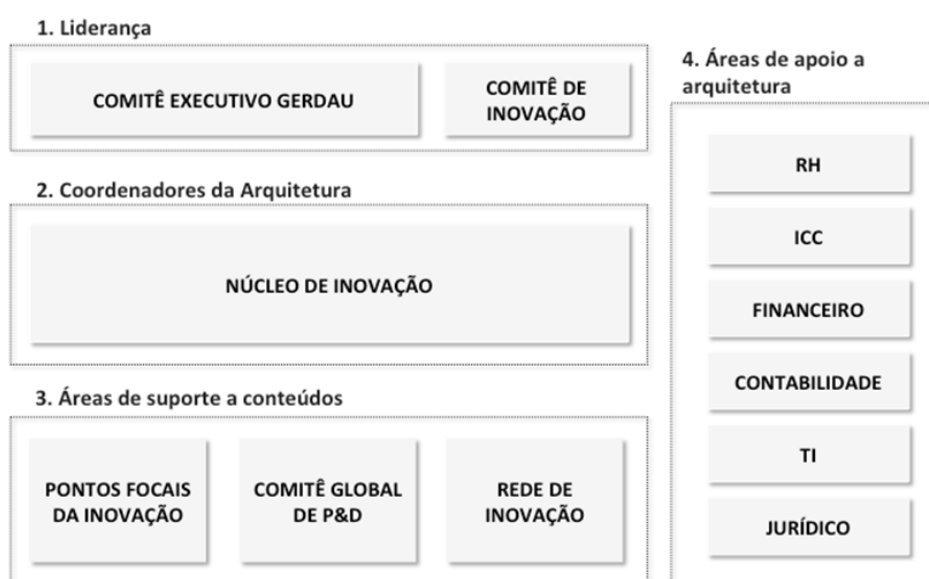 1. Liderança
COMITÊ EXECUTIVO GERDAU
COMITÊ DE
INOVAÇÃO
2. Coordenadores da Arquitetura
NÚCLEO DE INOVAÇÃO
3. Áreas de suporte a conteúdos
PONTOS FOCAIS
DA INOVAÇÃO
COMITÊ GLOBAL
DE P&D
REDE DE
INOVAÇÃO
4. Áreas de apoio a
arquitetura
RH
ICC
FINANCEIRO
CONTABILIDADE
TI
JURÍDICO